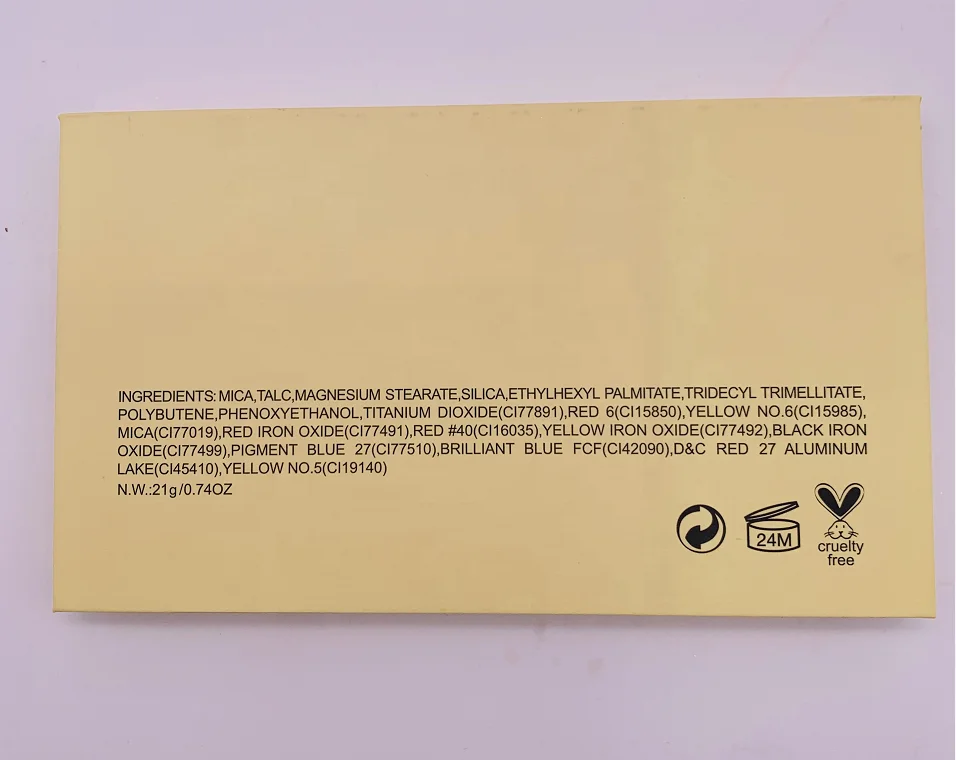 INGREDIENTS: MICA,TALC,MAGNESIUM STEARATE,SILICA,ETHYLHEXYL PALMITATE,TRIDECYL TRIMELLITATE,
POLYBUTENE,PHENOXYETHANOL,TITANIUM DIOXIDE(CI77891),RED 6(CI15850),YELLOW NO.6(CI15985),
MICA(CI77019),RED IRON OXIDE(CI77491),RED #40(CI16035),YELLOW IRON OXIDE(CI77492),BLACK IRON
OXIDE(CI77499),PIGMENT BLUE 27(CI77510),BRILLIANT BLUE FCF(CI42090),D&C RED 27 ALUMINUM
LAKE(CI45410),YELLOW NO.5(CI19140)
N.W.:21g/0.74OZ
24M
cruelty
free